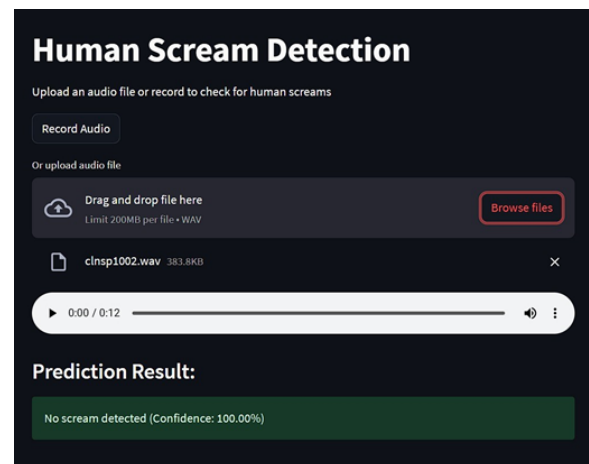 Human Scream Detection
Upload an audio file or record to check for human screams
Record Audio
Or upload audio file
Drag and drop file here
Limit 200MB per file • WAV
Browse files
clnsp1002.wav 383.8KB
0:00 / 0:12
Prediction Result:
No scream detected (Confidence: 100.00%)